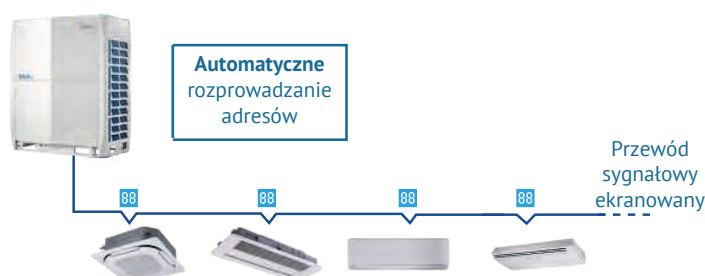 Automatyczne
rozprowadzanie
adresów
Przewód
sygnałowy
ekranowany
88
88
88
88